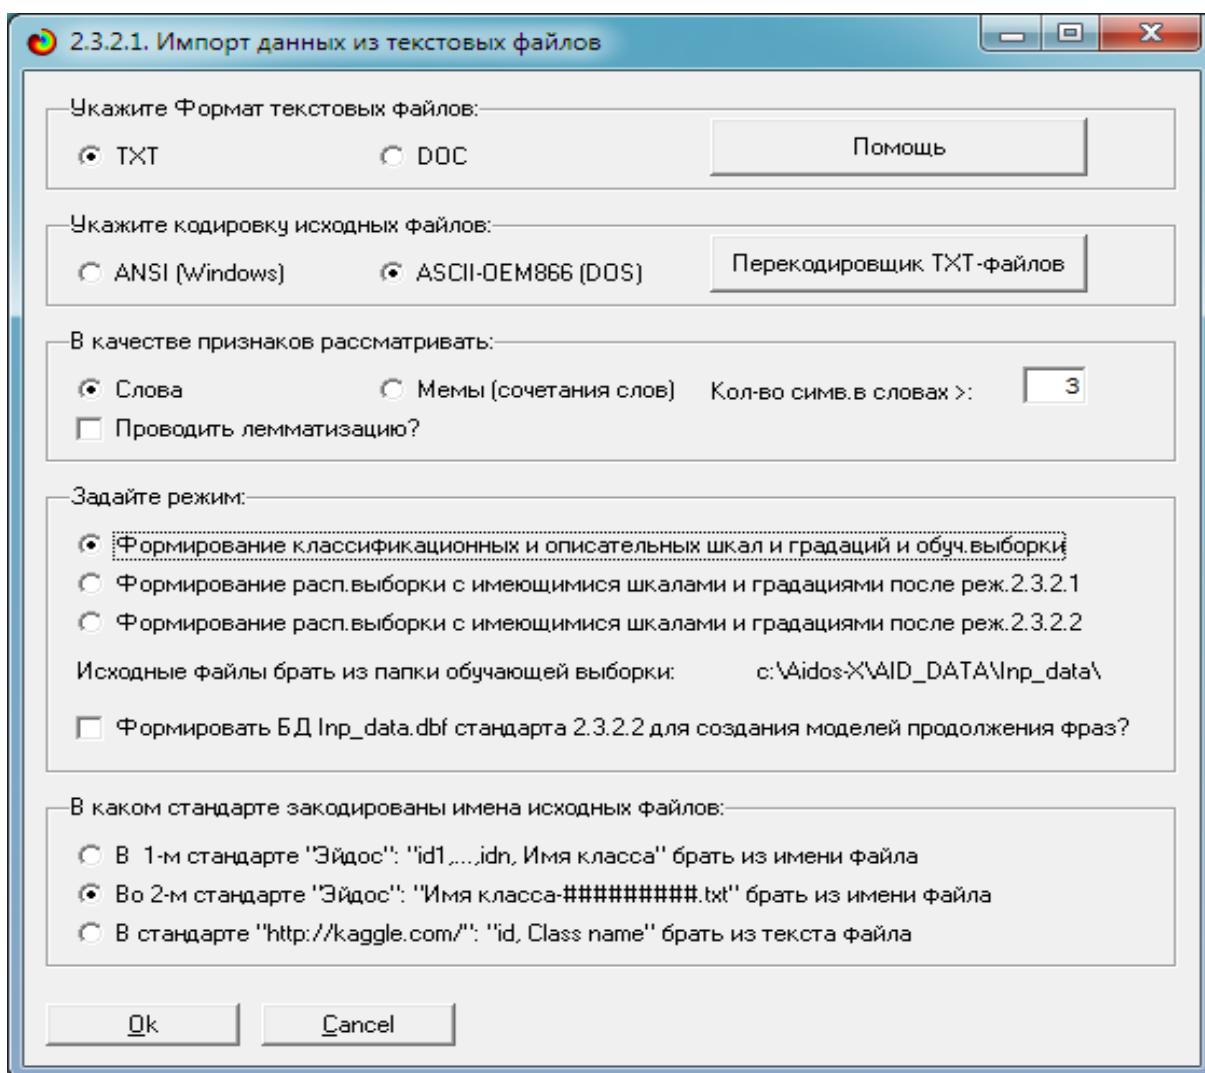 2.3.2.1. Импорт данных из текстовых файлов
Укажите Формат текстовых файлов:
TXT DOC Помощь
Укажите кодировку исходных файлов:
ANSI (Windows) ASCII-OEM866 (DOS) Перекодировщик TXT-файлов
В качестве признаков рассматривать:
Слова Мемы (сочетания слов) Кол-во симв.в словах >: 3
Проводить лемматизацию?
Задайте режим:
Формирование классификационных и описательных шкал и градаций и обуч.выборки
Формирование расп.выборки с имеющимися шкалами и градациями после реж.2.3.2.1
Формирование расп.выборки с имеющимися шкалами и градациями после реж.2.3.2.2
Исходные файлы брать из папки обучающей выборки: c:\Aidos-X\AID_DATA\Inp_data\
Формировать БД Inp_data.dbf стандарта 2.3.2.2 для создания моделей продолжения фраз?
В каком стандарте закодированы имена исходных файлов:
В 1-м стандарте "Эйдос": "id1,...,idn, Имя класса" брать из имени файла
Во 2-м стандарте "Эйдос": "Имя класса-#########.txt" брать из имени файла
В стандарте "http://kaggle.com/": "id, Class name" брать из текста файла
Ok Cancel